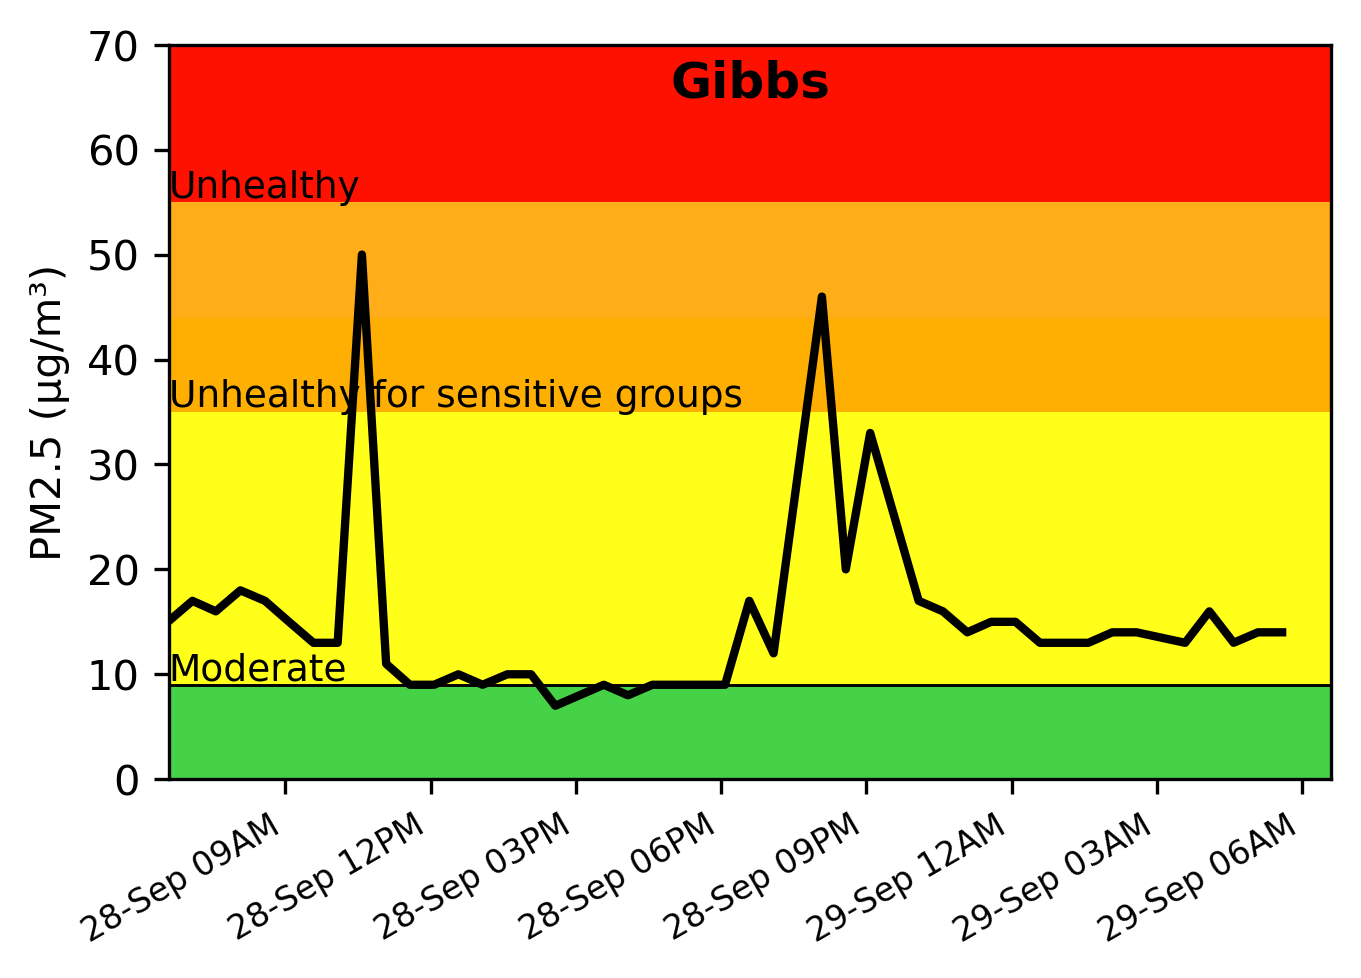 Gibbs
PM2.5 (µg/m³)
70
60
50
40
30
20
10
0
Unhealthy
Unhealthy for sensitive groups
Moderate
28-Sep 09AM
28-Sep 12PM
28-Sep 03PM
28-Sep 06PM
28-Sep 09PM
29-Sep 12AM
29-Sep 03AM
29-Sep 06AM